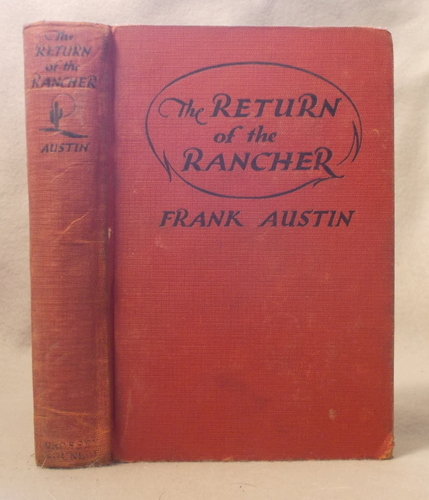 The
RETURN
of the
RANCHER
AUSTIN
The RETURN
of the
RANCHER
FRANK AUSTIN